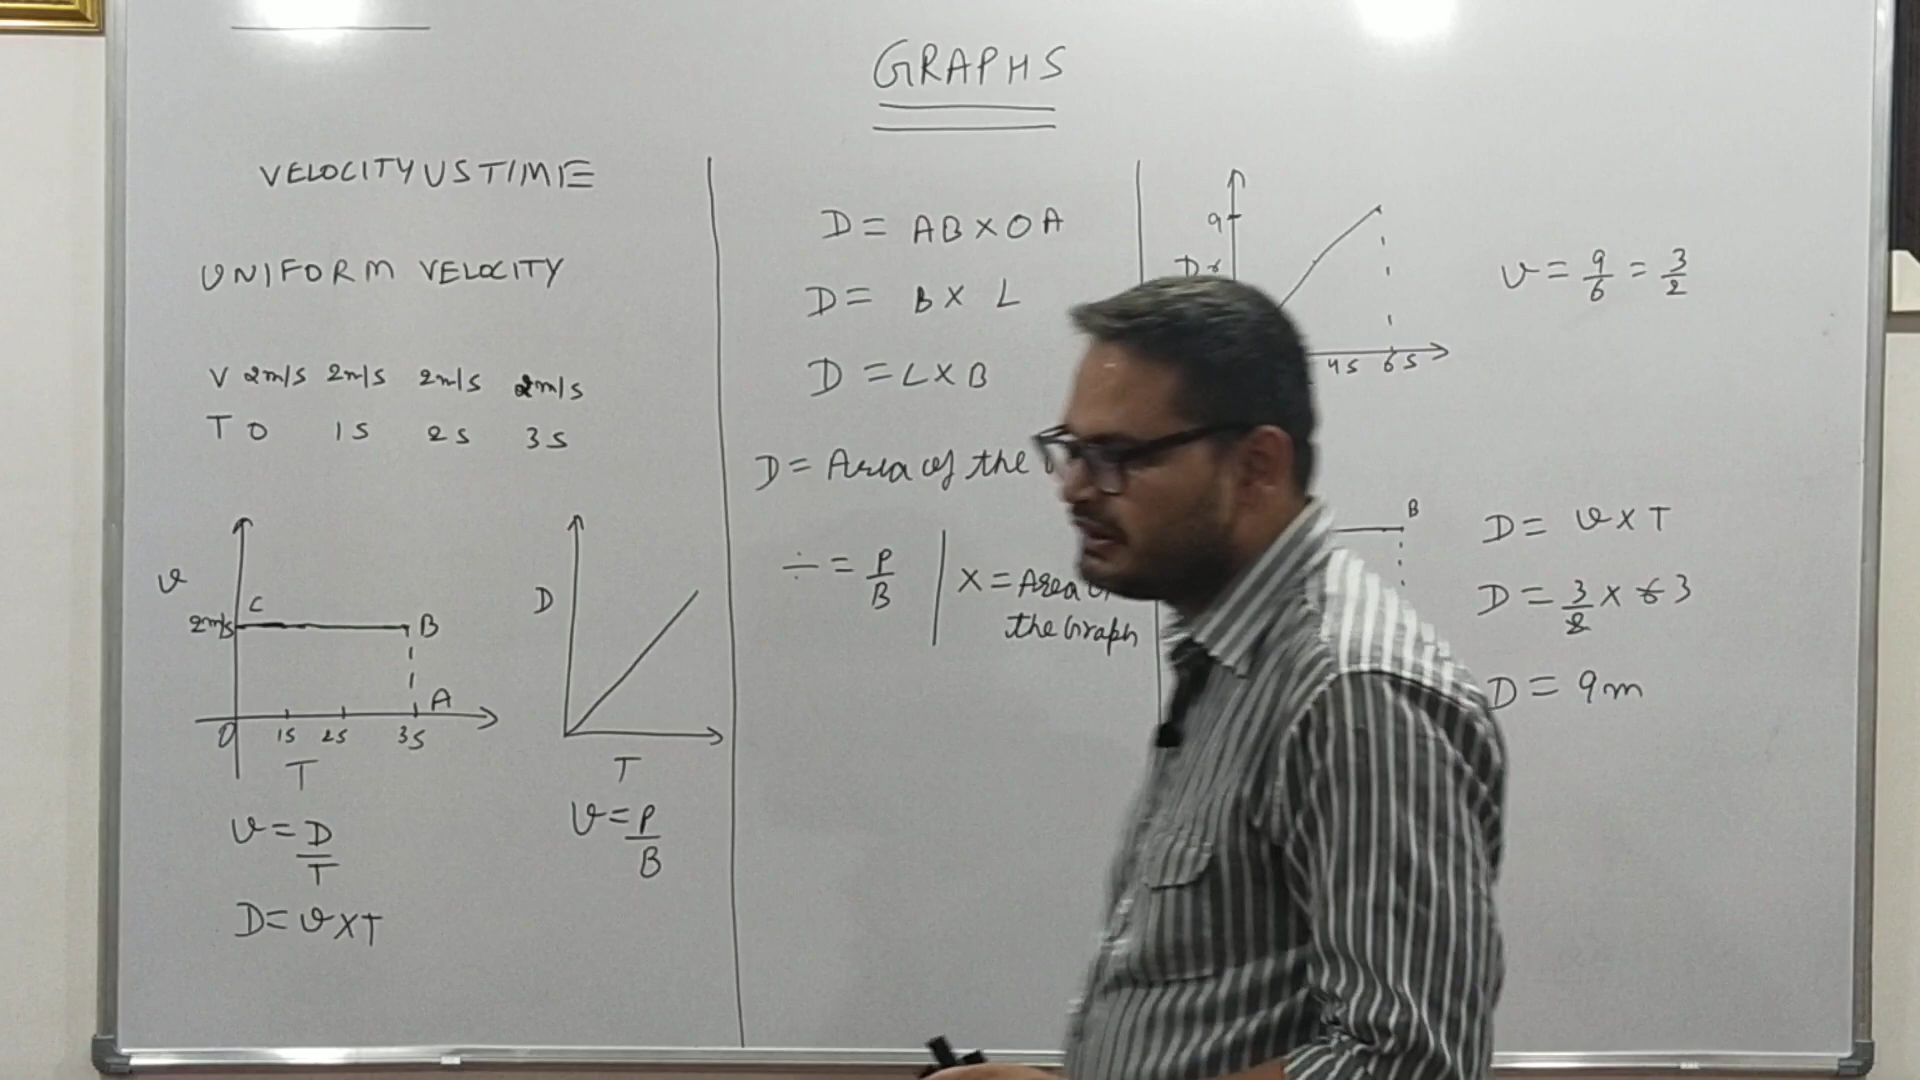 GRAPHS
VELOCITY VS TIME
UNIFORM VELOCITY
V 2m/s 2m/s 2m/s 2m/s
T 0 1s 2s 3s
v
2m/s
C
B
A
0 1s 2s 3s
T
v = D/T
D = v x T
D
T
v = P/B
D = AB x OA
D = B x L
D = L x B
D = Area of the
÷ = P/B
x = Area
the Graph
9
D
4s 6s
v = 9/6 = 3/2
B
D = v x T
D = 3/2 x 6 3
D = 9m